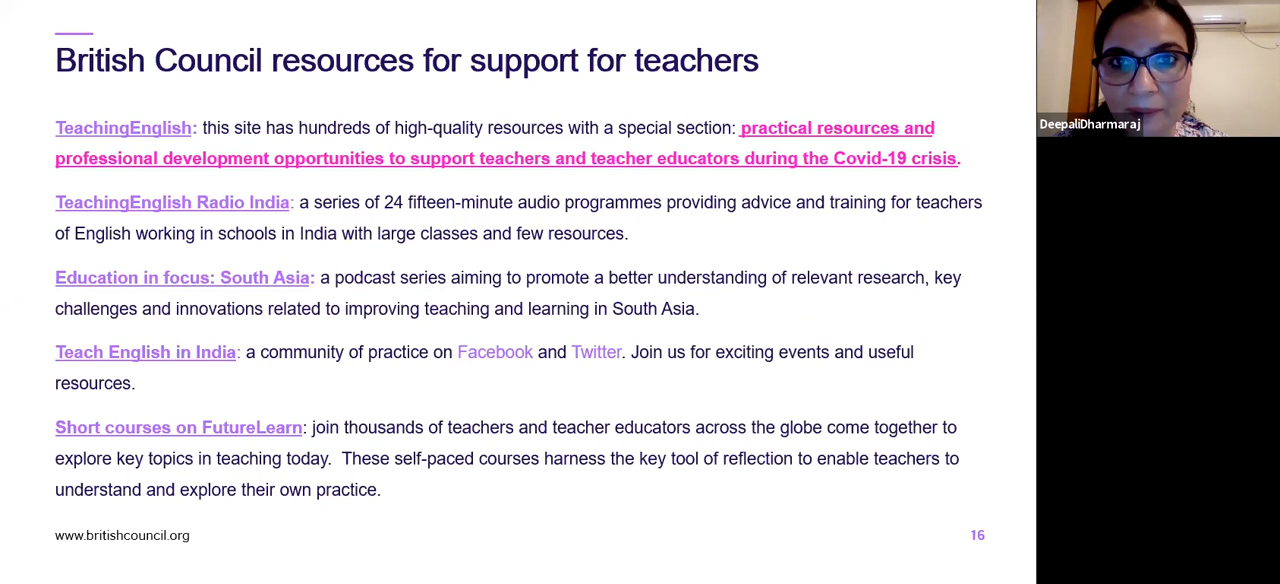 British Council resources for support for teachers
TeachingEnglish: this site has hundreds of high-quality resources with a special section: practical resources and
professional development opportunities to support teachers and teacher educators during the Covid-19 crisis.
TeachingEnglish Radio India: a series of 24 fifteen-minute audio programmes providing advice and training for teachers
of English working in schools in India with large classes and few resources.
Education in focus: South Asia: a podcast series aiming to promote a better understanding of relevant research, key
challenges and innovations related to improving teaching and learning in South Asia.
Teach English in India: a community of practice on Facebook and Twitter. Join us for exciting events and useful
resources.
Short courses on FutureLearn: join thousands of teachers and teacher educators across the globe come together to
explore key topics in teaching today.  These self-paced courses harness the key tool of reflection to enable teachers to
understand and explore their own practice.
www.britishcouncil.org
16
DeepaliDharmaraj